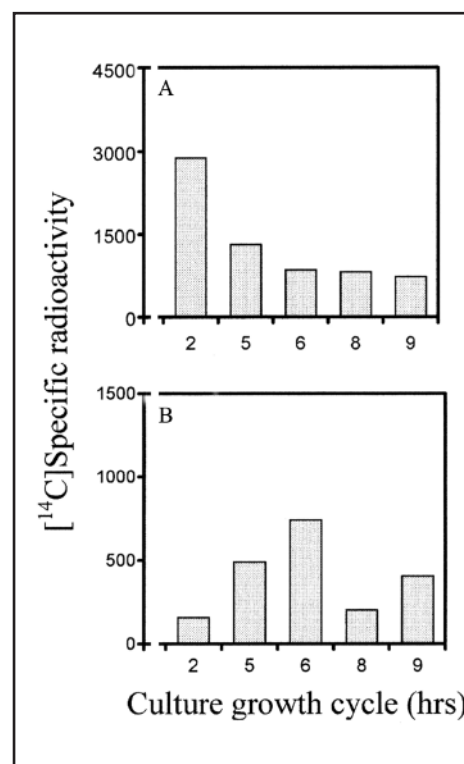 [¹⁴C]Specific radioactivity
A
4500
3000
1500
0
2 5 6 8 9
B
1500
1000
500
0
2 5 6 8 9
Culture growth cycle (hrs)